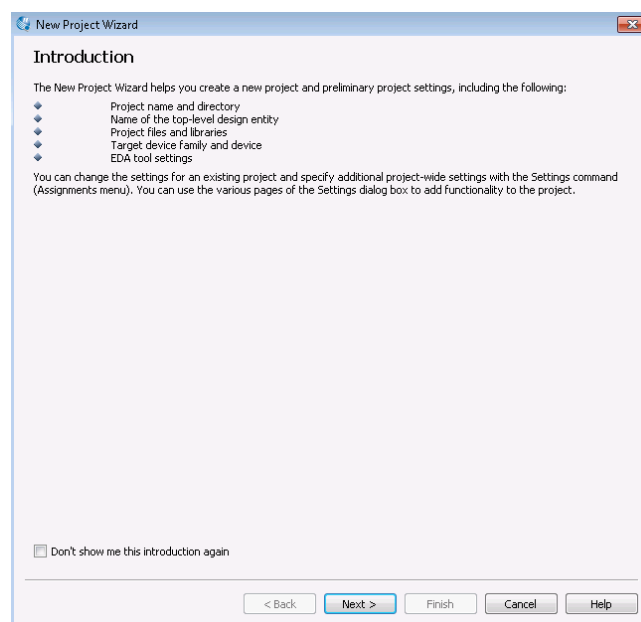 New Project Wizard
Introduction
The New Project Wizard helps you create a new project and preliminary project settings, including the following:
Project name and directory
Name of the top-level design entity
Project files and libraries
Target device family and device
EDA tool settings
You can change the settings for an existing project and specify additional project-wide settings with the Settings command
(Assignments menu). You can use the various pages of the Settings dialog box to add functionality to the project.
Don't show me this introduction again
< Back Next > Finish Cancel Help